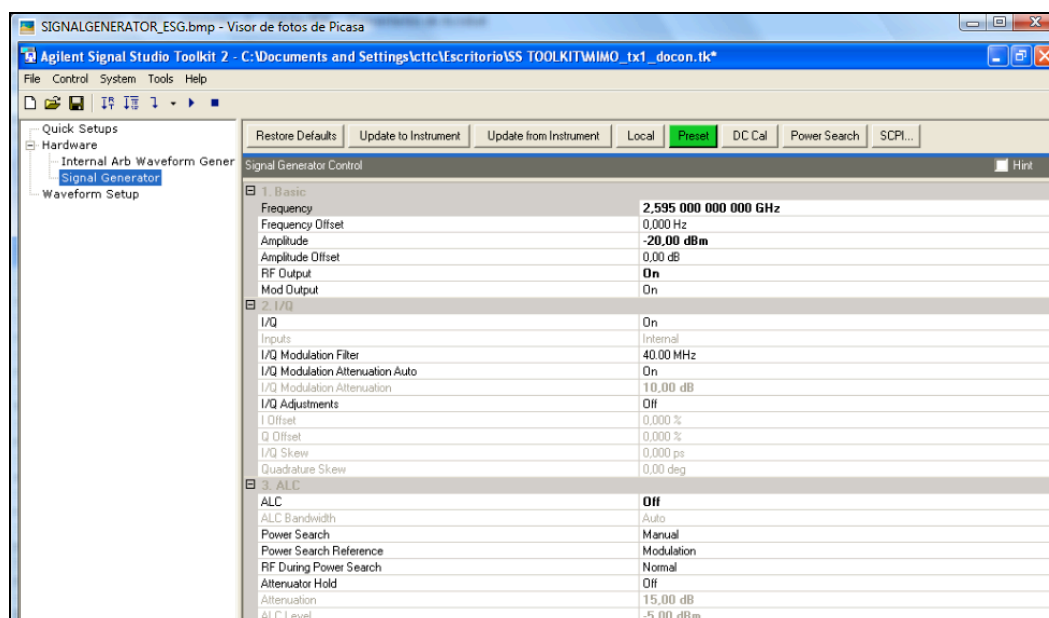 SIGNALGENERATOR_ESG.bmp - Visor de fotos de Picasa
Agilent Signal Studio Toolkit 2 - C:\Documents and Settings\cttc\Escritorio\SS TOOLKIT\MIMO_tx1_docon.tk*
File Control System Tools Help
Quick Setups
Hardware
Internal Arb Waveform Gener
Signal Generator
Waveform Setup
Restore Defaults Update to Instrument Update from Instrument Local Preset DC Cal Power Search SCPI...
Signal Generator Control Hint
1. Basic
Frequency 2,595 000 000 000 GHz
Frequency Offset 0,000 Hz
Amplitude -20,00 dBm
Amplitude Offset 0,00 dB
RF Output On
Mod Output On
2. I/Q
I/Q On
Inputs Internal
I/Q Modulation Filter 40.00 MHz
I/Q Modulation Attenuation Auto On
I/Q Modulation Attenuation 10,00 dB
I/Q Adjustments Off
I Offset 0,000 %
Q Offset 0,000 %
I/Q Skew 0,000 ps
Quadrature Skew 0,00 deg
3. ALC
ALC Off
ALC Bandwidth Auto
Power Search Manual
Power Search Reference Modulation
RF During Power Search Normal
Attenuator Hold Off
Attenuation 15,00 dB
ALC Level -5,00 dBm